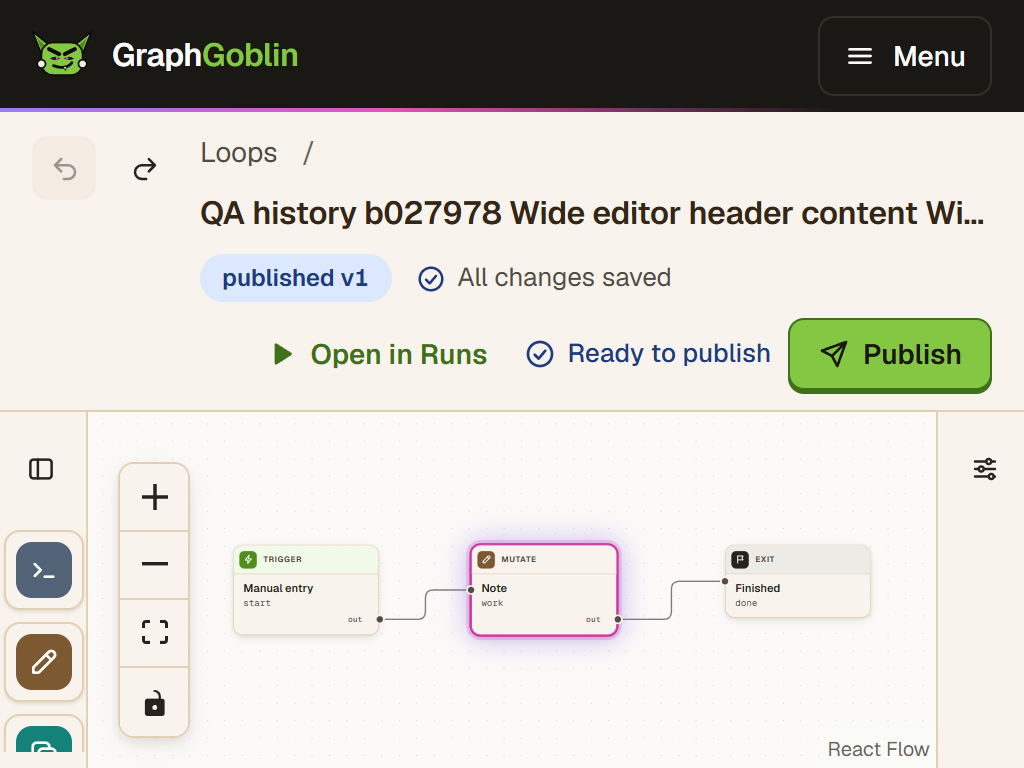 GraphGoblin
Menu
Loops /
QA history b027978 Wide editor header content Wi...
published v1
All changes saved
Open in Runs
Ready to publish
Publish
TRIGGER
Manual entry
start
out
MUTATE
Note
work
out
EXIT
Finished
done
React Flow